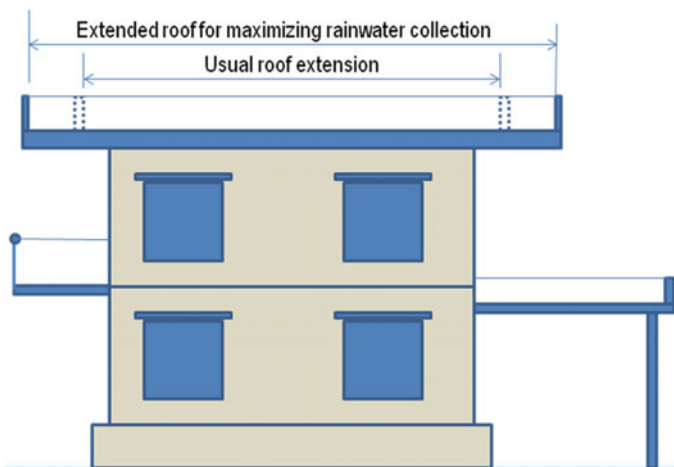 Extended roof for maximizing rainwater collection
Usual roof extension